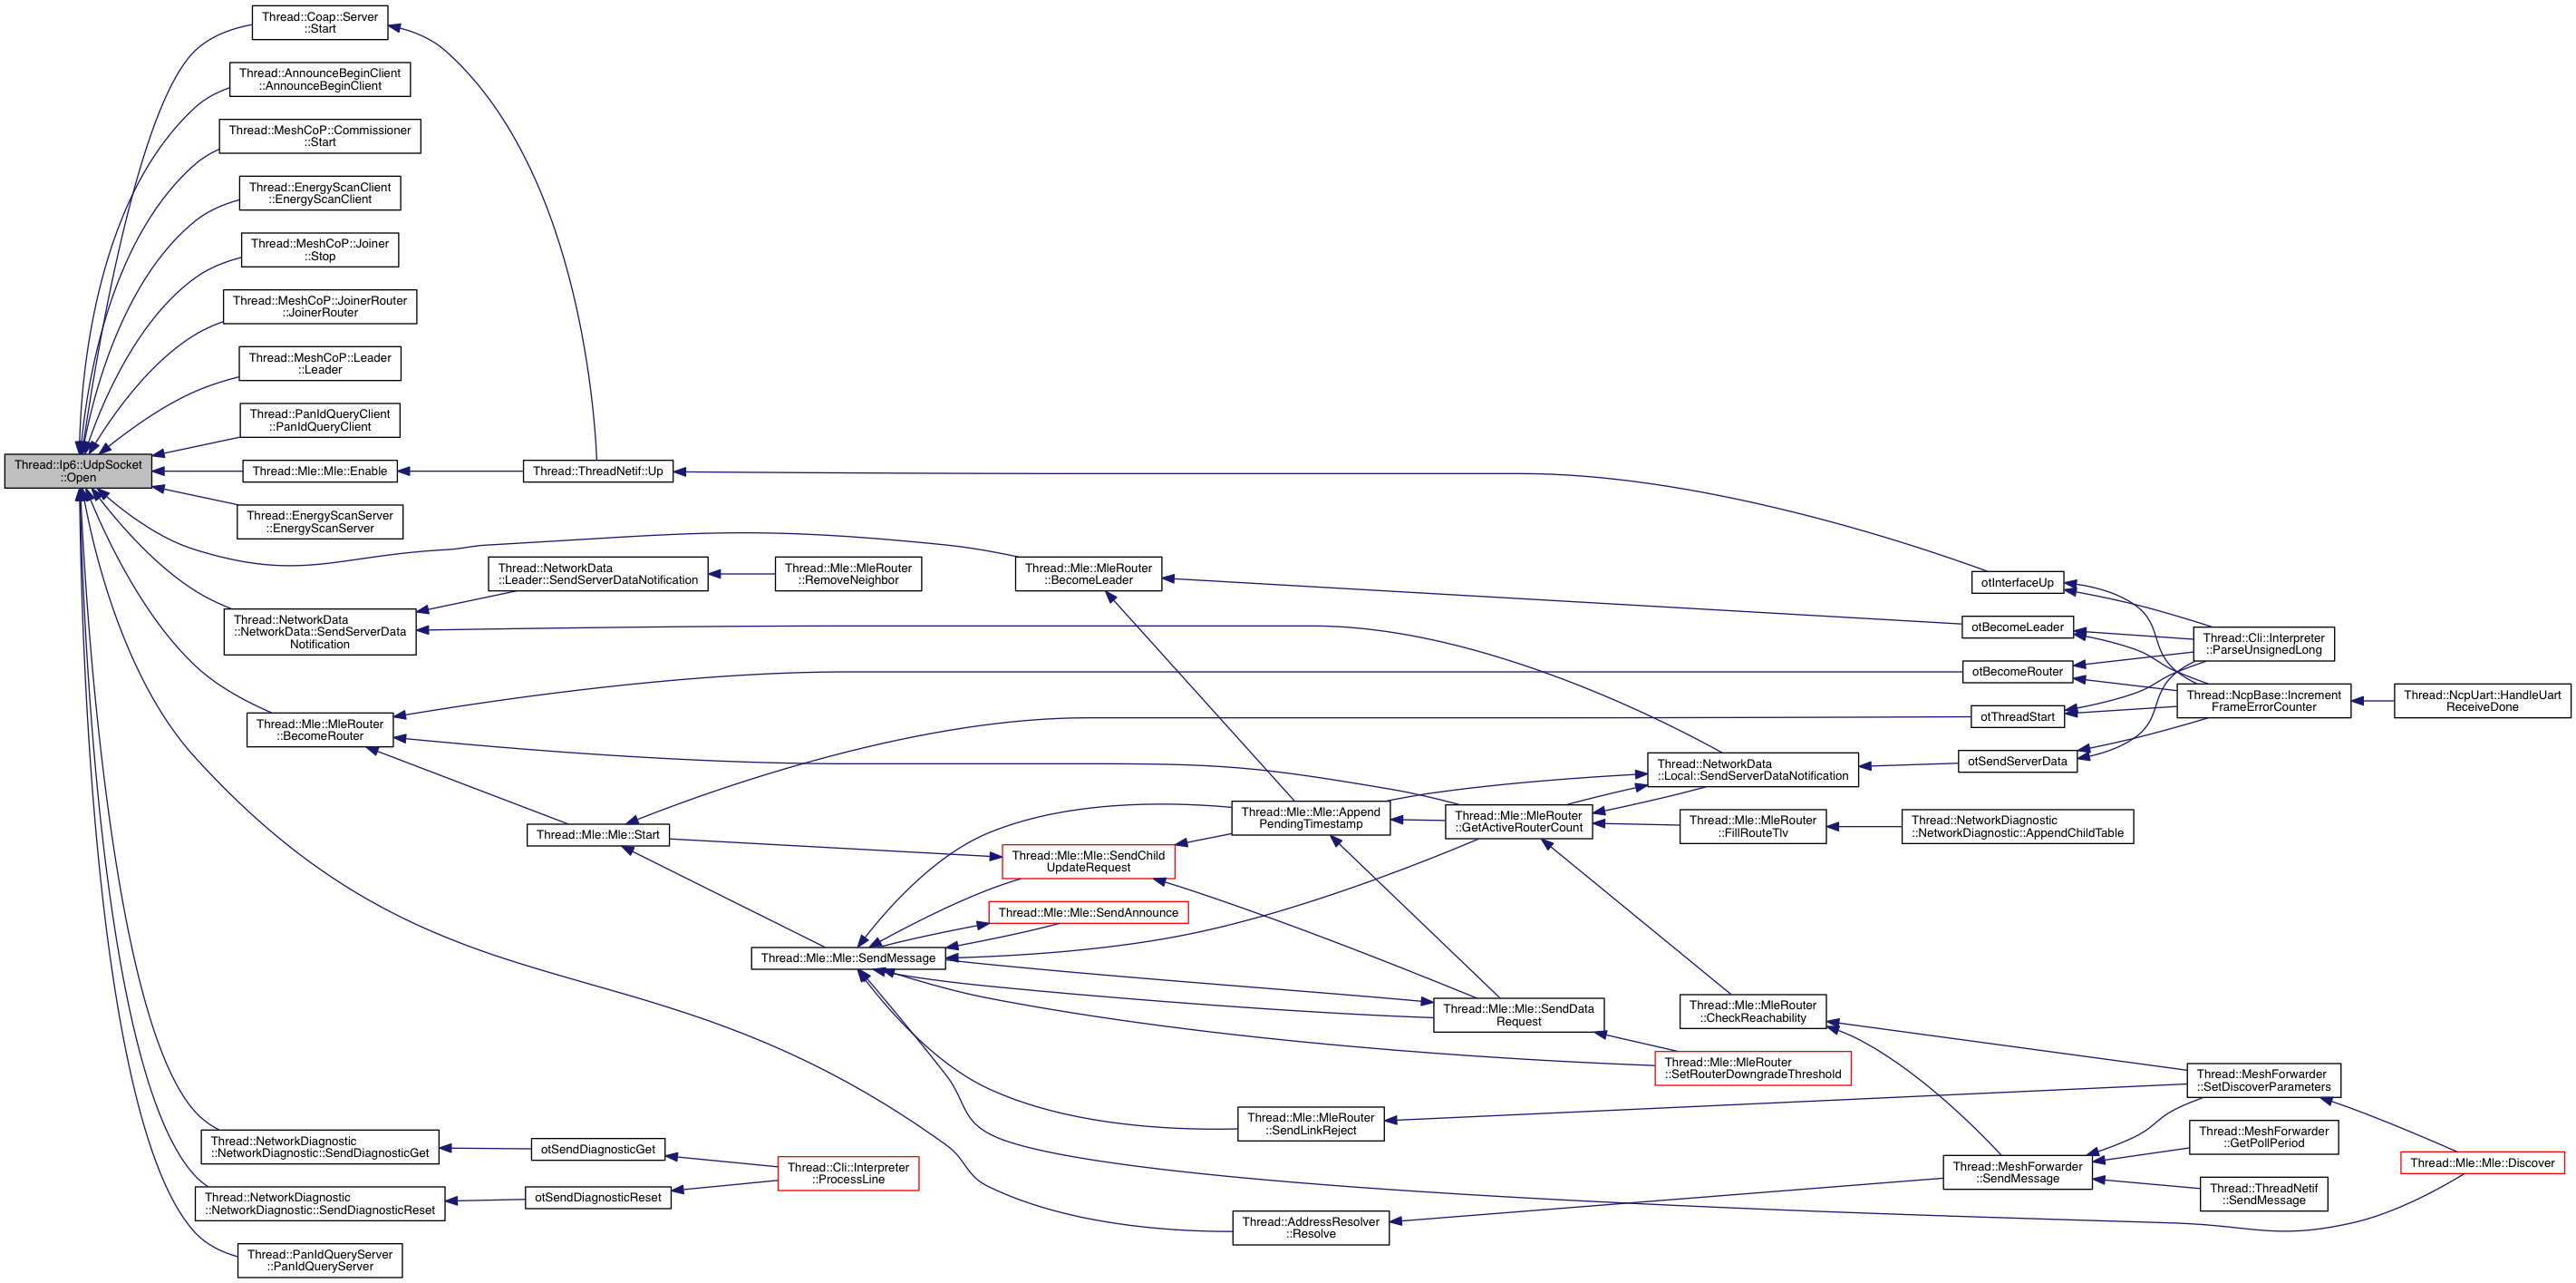 Thread::Coap::Server
::Start
Thread::AnnounceBeginClient
::AnnounceBeginClient
Thread::MeshCoP::Commissioner
::Start
Thread::EnergyScanClient
::EnergyScanClient
Thread::MeshCoP::Joiner
::Stop
Thread::MeshCoP::JoinerRouter
::JoinerRouter
Thread::MeshCoP::Leader
::Leader
Thread::PanIdQueryClient
::PanIdQueryClient
Thread::Ip6::UdpSocket
::Open
Thread::Mle::Mle::Enable
Thread::ThreadNetif::Up
Thread::EnergyScanServer
::EnergyScanServer
Thread::NetworkData
::Leader::SendServerDataNotification
Thread::Mle::MleRouter
::RemoveNeighbor
Thread::Mle::MleRouter
::BecomeLeader
otInterfaceUp
Thread::NetworkData
::NetworkData::SendServerData
Notification
otBecomeLeader
Thread::Cli::Interpreter
::ParseUnsignedLong
otBecomeRouter
Thread::NcpBase::Increment
FrameErrorCounter
Thread::NcpUart::HandleUart
ReceiveDone
Thread::Mle::MleRouter
::BecomeRouter
otThreadStart
Thread::NetworkData
::Local::SendServerDataNotification
otSendServerData
Thread::Mle::Mle::Start
Thread::Mle::Mle::Append
PendingTimestamp
Thread::Mle::MleRouter
::GetActiveRouterCount
Thread::Mle::MleRouter
::FillRouteTlv
Thread::NetworkDiagnostic
::NetworkDiagnostic::AppendChildTable
Thread::Mle::Mle::SendChild
UpdateRequest
Thread::Mle::Mle::SendAnnounce
Thread::Mle::Mle::SendMessage
Thread::Mle::Mle::SendData
Request
Thread::Mle::MleRouter
::CheckReachability
Thread::Mle::MleRouter
::SetRouterDowngradeThreshold
Thread::MeshForwarder
::SetDiscoverParameters
Thread::Mle::MleRouter
::SendLinkReject
Thread::MeshForwarder
::GetPollPeriod
Thread::NetworkDiagnostic
::NetworkDiagnostic::SendDiagnosticGet
otSendDiagnosticGet
Thread::Cli::Interpreter
::ProcessLine
Thread::MeshForwarder
::SendMessage
Thread::Mle::Mle::Discover
Thread::ThreadNetif
::SendMessage
Thread::NetworkDiagnostic
::NetworkDiagnostic::SendDiagnosticReset
otSendDiagnosticReset
Thread::AddressResolver
::Resolve
Thread::PanIdQueryServer
::PanIdQueryServer